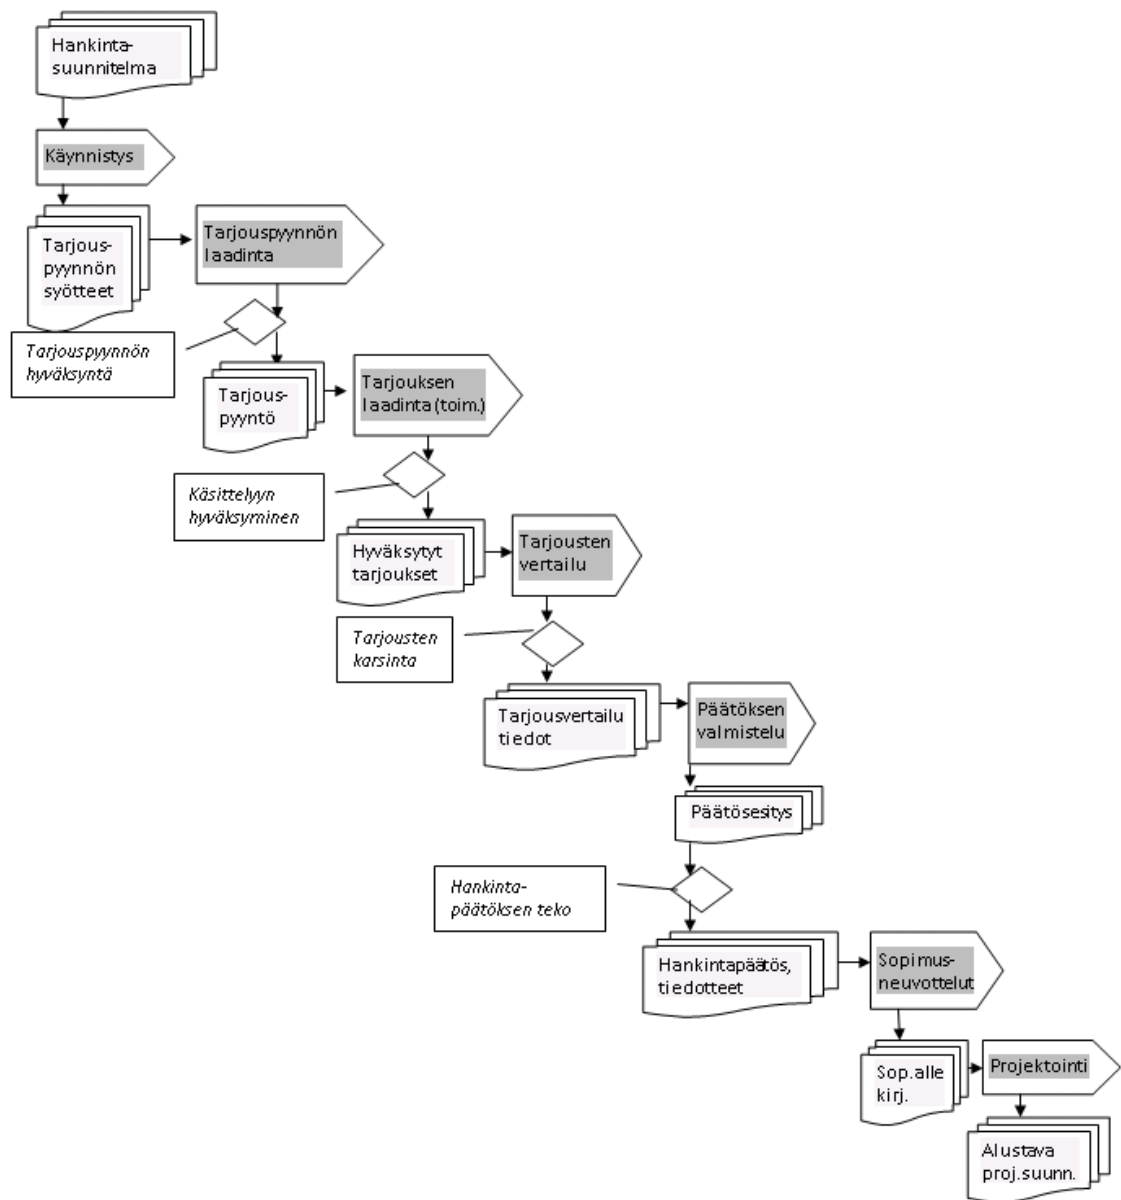 Hankinta-
suunnitelma
Käynnistys
Tarjous-
pyynnön
syötteet
Tarjouspyynnön
laadinta
Tarjouspyynnön
hyväksyntä
Tarjous-
pyyntö
Tarjouksen
laadinta (toim.)
Käsittelyyn
hyväksyminen
Hyväksytyt
tarjoukset
Tarjousten
vertailu
Tarjousten
karsinta
Tarjousvertailu
tiedot
Päätöksen
valmistelu
Päätösesitys
Hankinta-
päätöksen teko
Hankintapäätös,
tiedotteet
Sopimus-
neuvottelut
Sop.alle
kirj.
Projektointi
Alustava
proj.suunn.